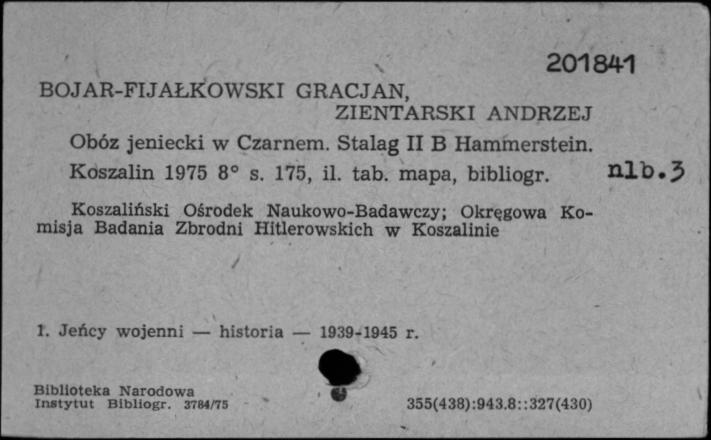 201841
BOJAR-FIJAŁKOWSKI GRACJAN,
ZIENTARSKI ANDRZEJ
Obóz jeniecki w Czarnem. Stalag II B Hammerstein.
Koszalin 1975 8° s. 175, il. tab. mapa, bibliogr. nlb.3
Koszaliński Ośrodek Naukowo-Badawczy; Okręgowa Ko-
misja Badania Zbrodni Hitlerowskich w Koszalinie
1. Jeńcy wojenni — historia — 1939-1945 r.
Biblioteka Narodowa
Instytut Bibliogr. 3784/75 355(438):943.8::327(430)